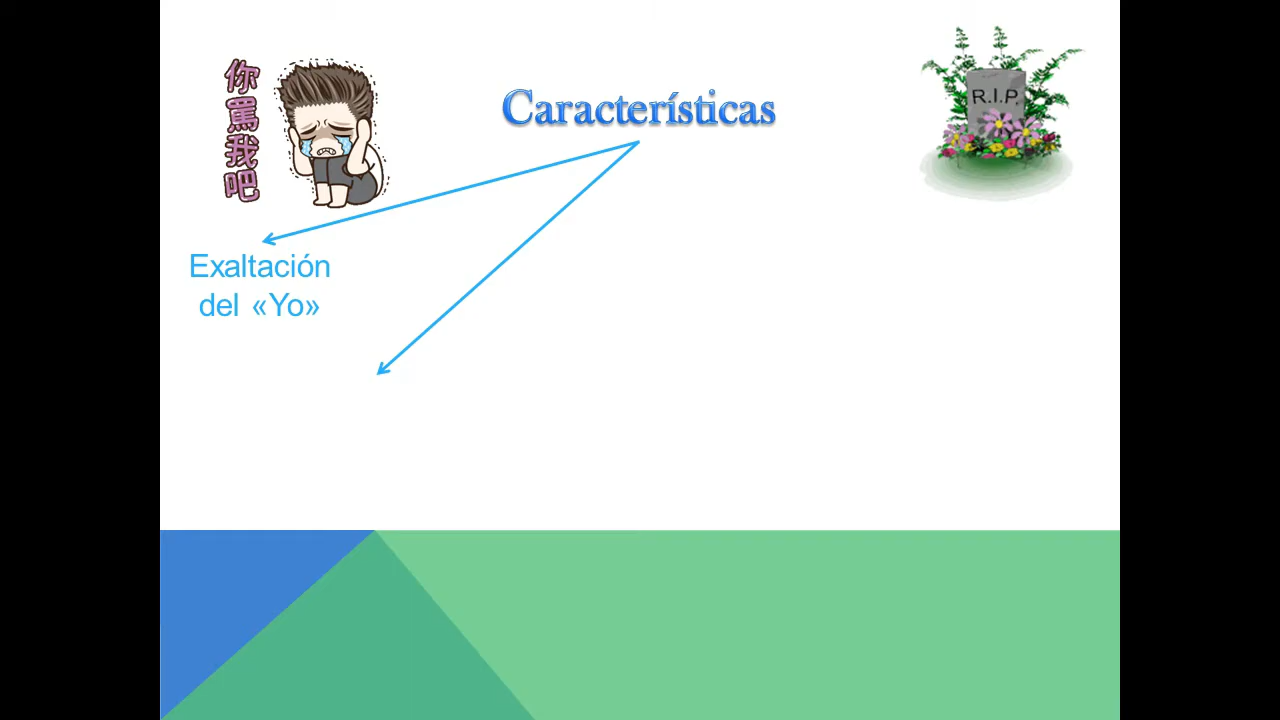 你罵我吧
Características
R.I.P.
Exaltación
del «Yo»